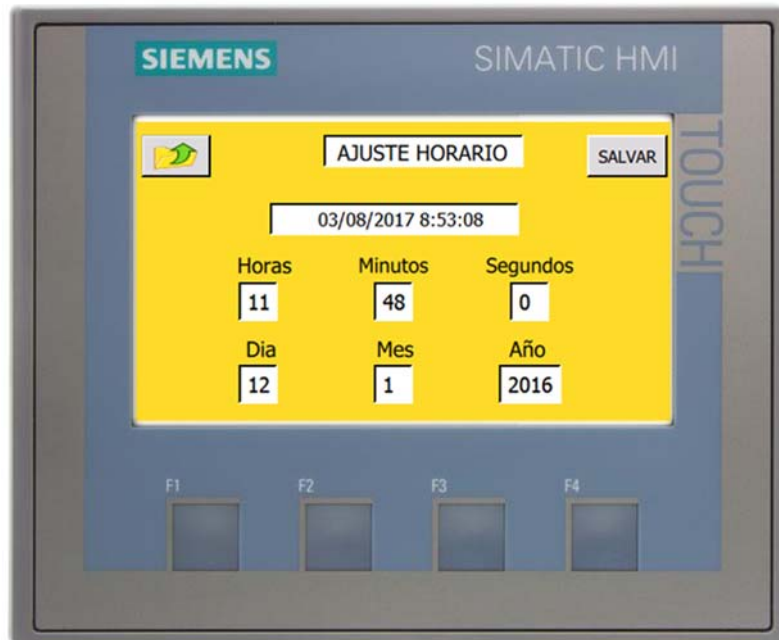 SIEMENS SIMATIC HMI
TOUCH
AJUSTE HORARIO SALVAR
03/08/2017 8:53:08
Horas Minutos Segundos
11 48 0
Dia Mes Año
12 1 2016
F1 F2 F3 F4